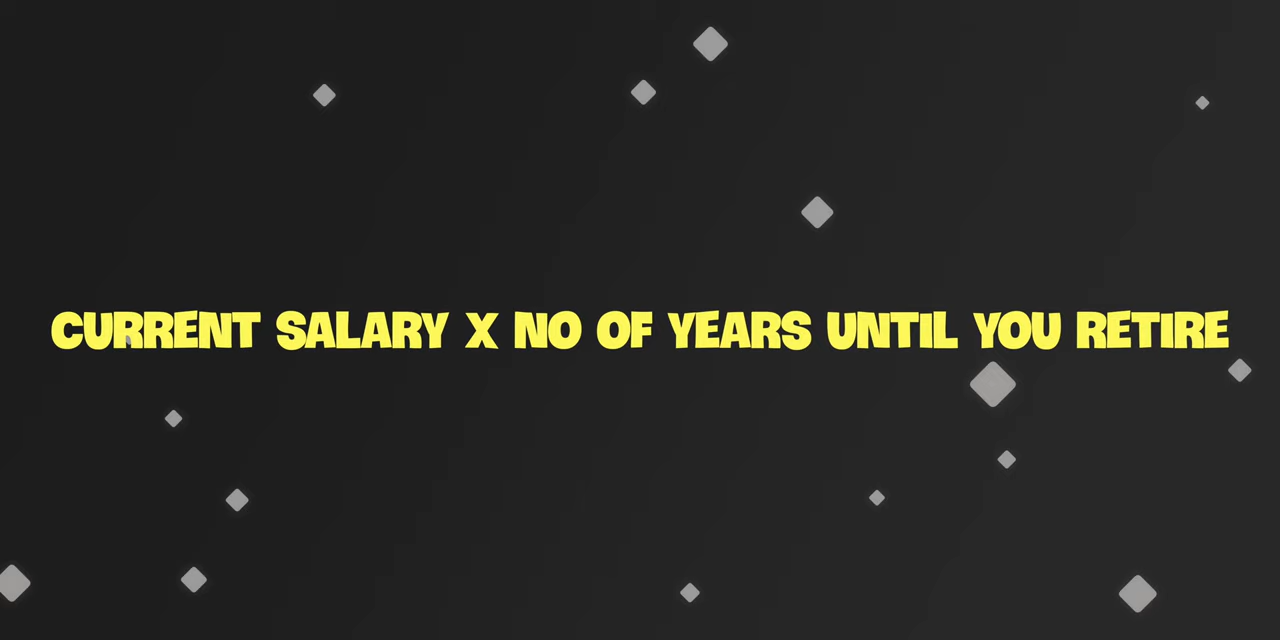 CURRENT SALARY X NO OF YEARS UNTIL YOU RETIRE